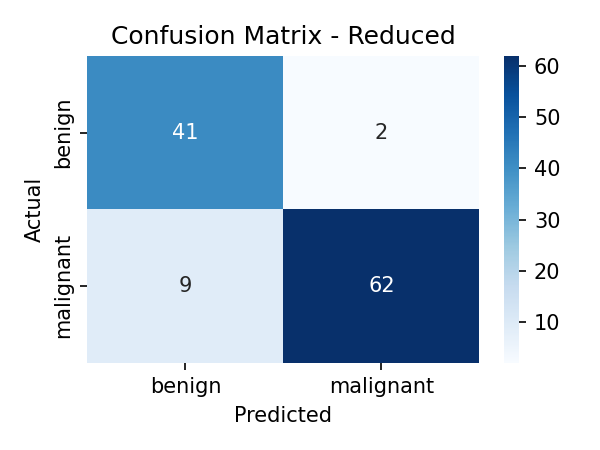 Confusion Matrix - Reduced
Actual
benign
malignant
41
2
9
62
benign
malignant
Predicted
60
50
40
30
20
10